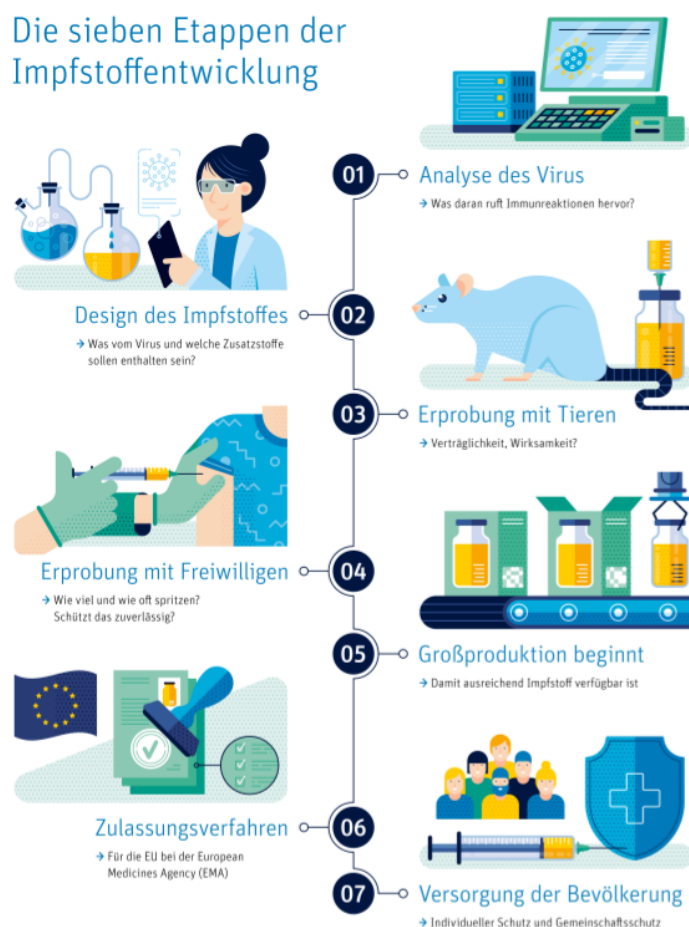 Die sieben Etappen der
Impfstoffentwicklung
01
Analyse des Virus
→ Was daran ruft Immunreaktionen hervor?
Design des Impfstoffes
02
→ Was vom Virus und welche Zusatzstoffe
sollen enthalten sein?
03
Erprobung mit Tieren
→ Verträglichkeit, Wirksamkeit?
Erprobung mit Freiwilligen
04
→ Wie viel und wie oft spritzen?
Schützt das zuverlässig?
05
Großproduktion beginnt
→ Damit ausreichend Impfstoff verfügbar ist
Zulassungsverfahren
06
→ Für die EU bei der European
Medicines Agency (EMA)
07
Versorgung der Bevölkerung
→ Individueller Schutz und Gemeinschaftsschutz